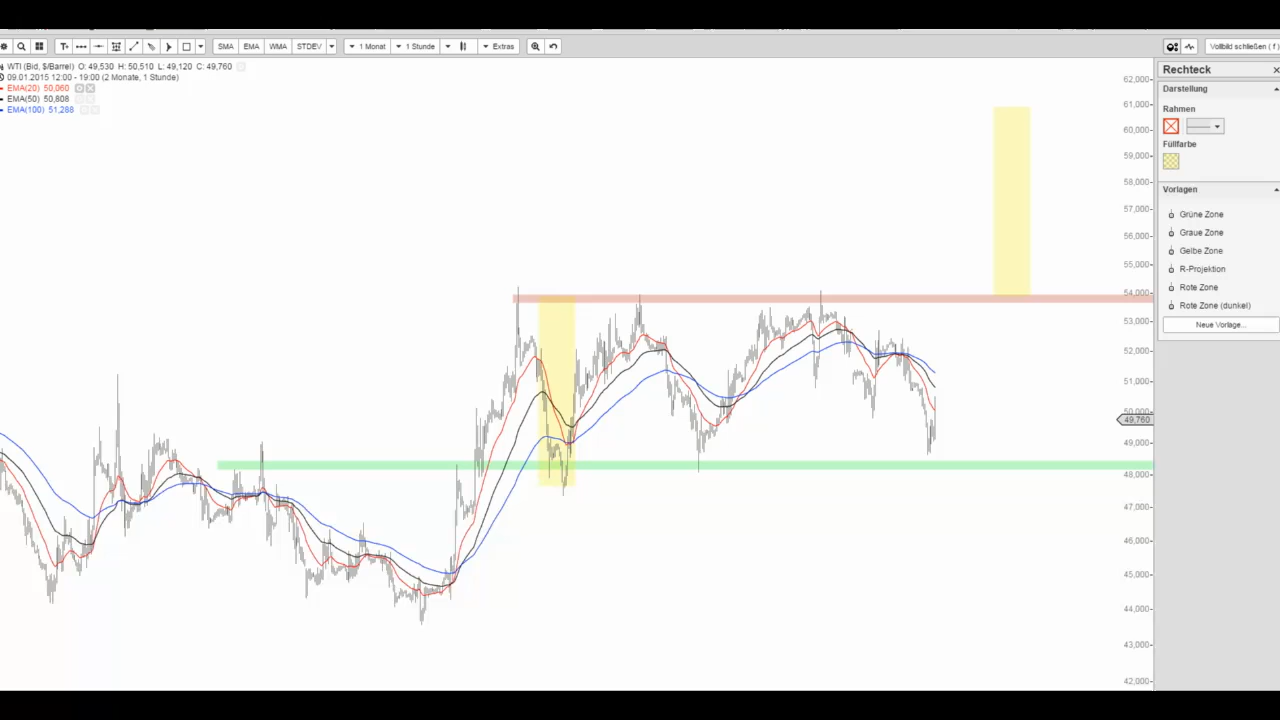 SMA EMA WMA STDEV 1 Monat 1 Stunde Extras Vollbild schließen ( f )
WTI (Bid, $/Barrel) O: 49,530 H: 50,510 L: 49,120 C: 49,760
09.01.2015 12:00 - 19:00 (2 Monate, 1 Stunde)
EMA(20) 50,060
EMA(50) 50,808
EMA(100) 51,288
62,000
61,000
60,000
59,000
58,000
57,000
56,000
55,000
54,000
53,000
52,000
51,000
50,000
49,760
49,000
48,000
47,000
46,000
45,000
44,000
43,000
42,000
Rechteck
Darstellung
Rahmen
Füllfarbe
Vorlagen
Grüne Zone
Graue Zone
Gelbe Zone
R-Projektion
Rote Zone
Rote Zone (dunkel)
Neue Vorlage...